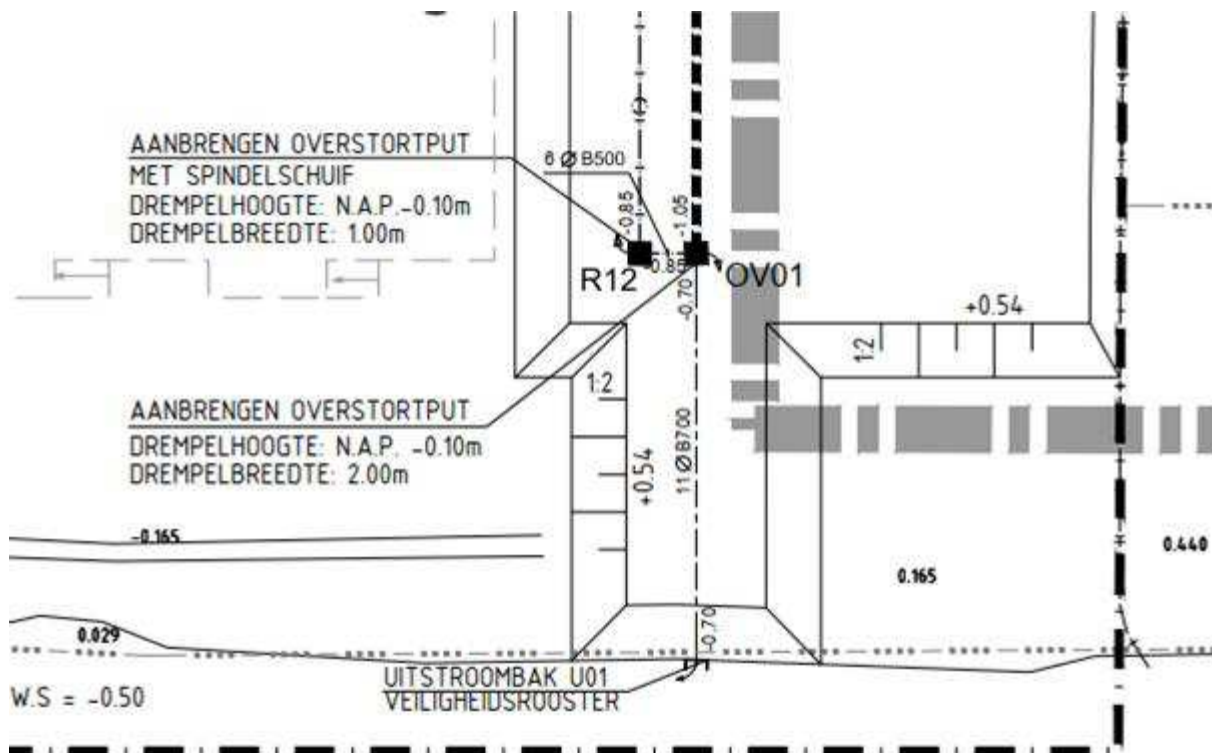 AANBRENGEN OVERSTORTPUT
MET SPINDELSCHUIF
DREMPELHOOGTE: N.A.P.-0.10m
DREMPELBREEDTE: 1.00m
6 Ø B500
-0.85
-1.05
R12
-0.85
OV01
-0.70
+0.54
1:2
1:2
AANBRENGEN OVERSTORTPUT
DREMPELHOOGTE: N.A.P. -0.10m
DREMPELBREEDTE: 2.00m
+0.54
11 Ø B700
-0.165
0.440
0.165
0.029
-0.70
UITSTROOMBAK U01
VEILIGHEIDSROOSTER
W.S = -0.50